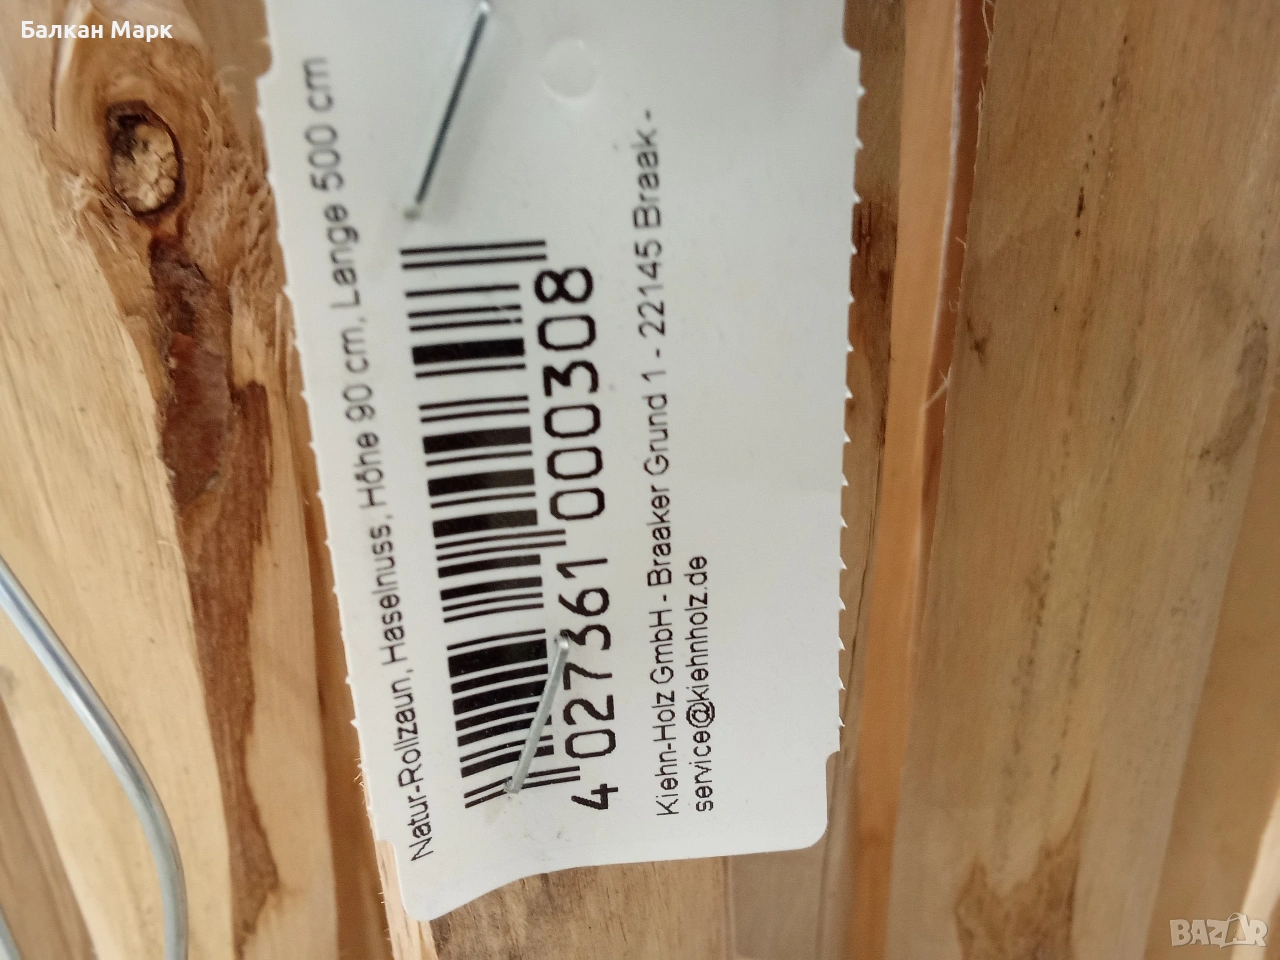 Балкан Марк
Natur-Rollzaun, Haselnuss, Höhe 90 cm, Länge 500 cm
4 027361 000308
Kiehn-Holz GmbH - Braaker Grund 1 - 22145 Braak -
service@kiehnholz.de
BAZAR